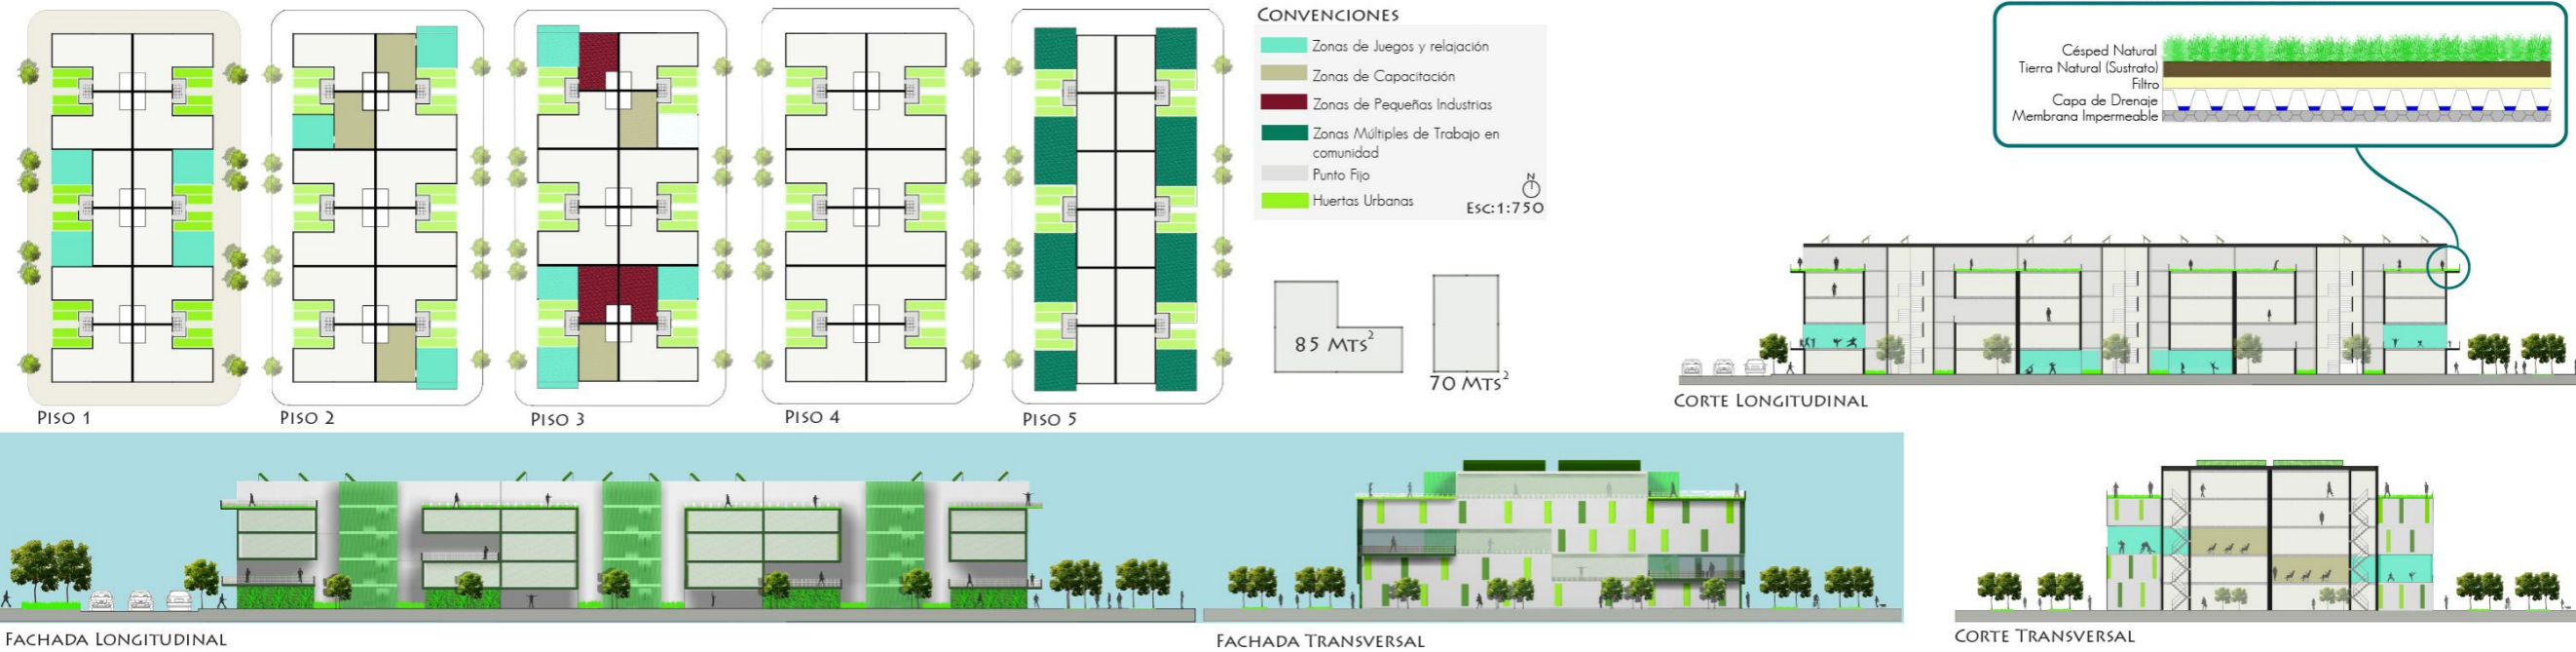 PISO 1
PISO 2
PISO 3
PISO 4
PISO 5
CONVENCIONES
Zonas de Juegos y relajación
Zonas de Capacitación
Zonas de Pequeñas Industrias
Zonas Múltiples de Trabajo en
comunidad
Punto Fijo
Huertas Urbanas
N
ESC:1:750
85 MTS²
70 MTS²
Césped Natural
Tierra Natural (Sustrato)
Filtro
Capa de Drenaje
Membrana Impermeable
CORTE LONGITUDINAL
FACHADA LONGITUDINAL
FACHADA TRANSVERSAL
CORTE TRANSVERSAL